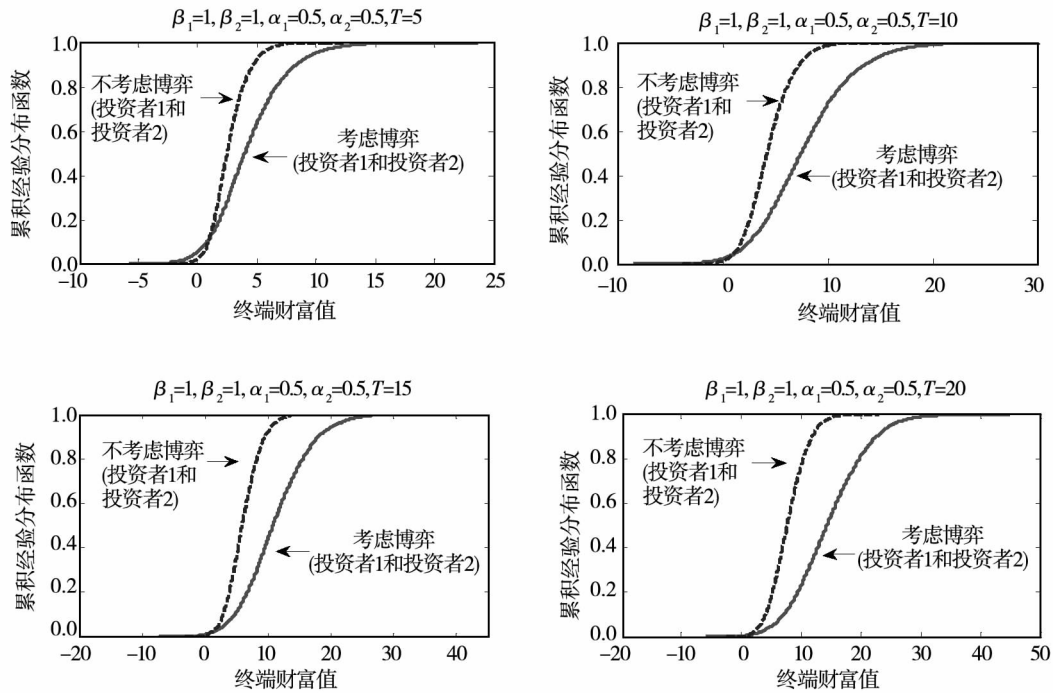 β₁=1, β₂=1, α₁=0.5, α₂=0.5,T=5
累积经验分布函数
1.0
0.8
0.6
0.4
0.2
0.0
不考虑博弈
(投资者1和
投资者2)
考虑博弈
(投资者1和投资者2)
−10 −5 0 5 10 15 20 25
终端财富值
β₁=1, β₂=1, α₁=0.5, α₂=0.5,T=10
累积经验分布函数
1.0
0.8
0.6
0.4
0.2
0.0
不考虑博弈
(投资者1和
投资者2)
考虑博弈
(投资者1和投资者2)
−10 0 10 20 30
终端财富值
β₁=1, β₂=1, α₁=0.5, α₂=0.5,T=15
累积经验分布函数
1.0
0.8
0.6
0.4
0.2
0.0
不考虑博弈
(投资者1和
投资者2)
考虑博弈
(投资者1和投资者2)
−20 −10 0 10 20 30 40
终端财富值
β₁=1, β₂=1, α₁=0.5, α₂=0.5,T=20
累积经验分布函数
1.0
0.8
0.6
0.4
0.2
0.0
不考虑博弈
(投资者1和
投资者2)
考虑博弈
(投资者1和投资者2)
−20 −10 0 10 20 30 40 50
终端财富值